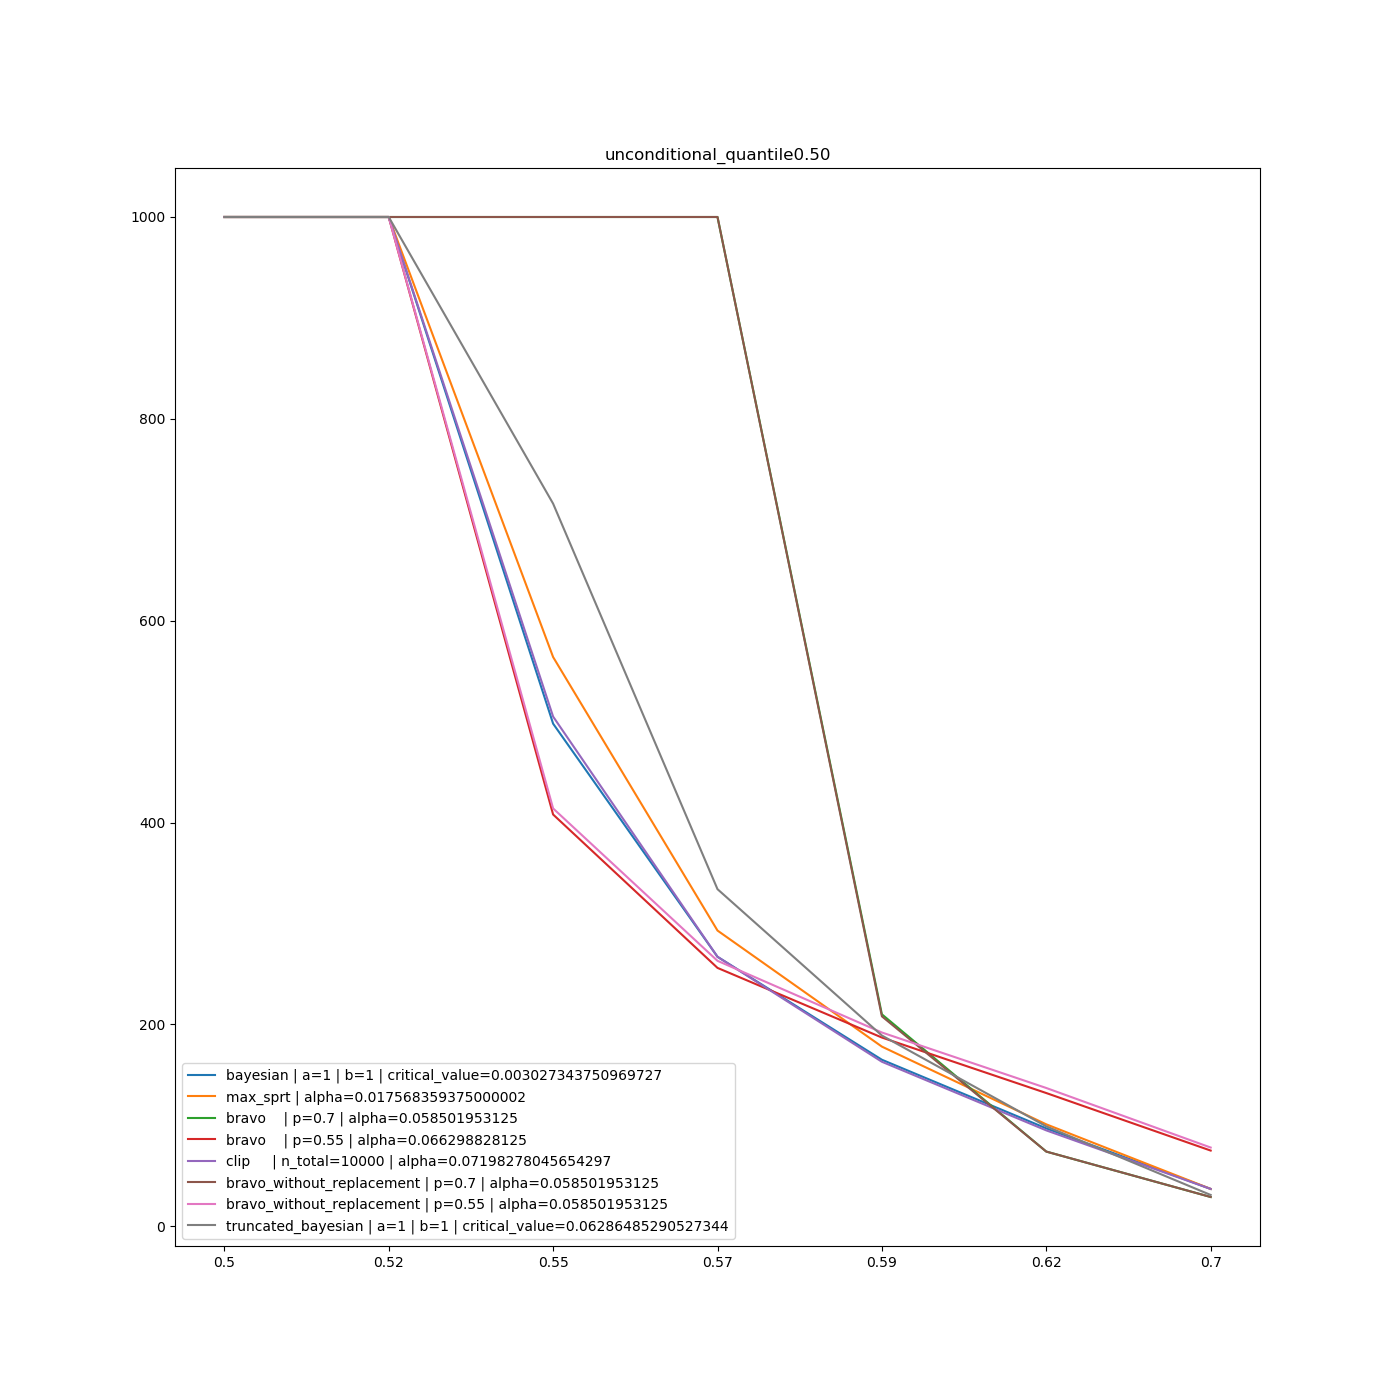 unconditional_quantile0.50
1000
800
600
400
200
0
bayesian | a=1 | b=1 | critical_value=0.003027343750969727
max_sprt | alpha=0.017568359375000002
bravo    | p=0.7 | alpha=0.058501953125
bravo    | p=0.55 | alpha=0.066298828125
clip     | n_total=10000 | alpha=0.07198278045654297
bravo_without_replacement | p=0.7 | alpha=0.058501953125
bravo_without_replacement | p=0.55 | alpha=0.058501953125
truncated_bayesian | a=1 | b=1 | critical_value=0.06286485290527344
0.5 0.52 0.55 0.57 0.59 0.62 0.7